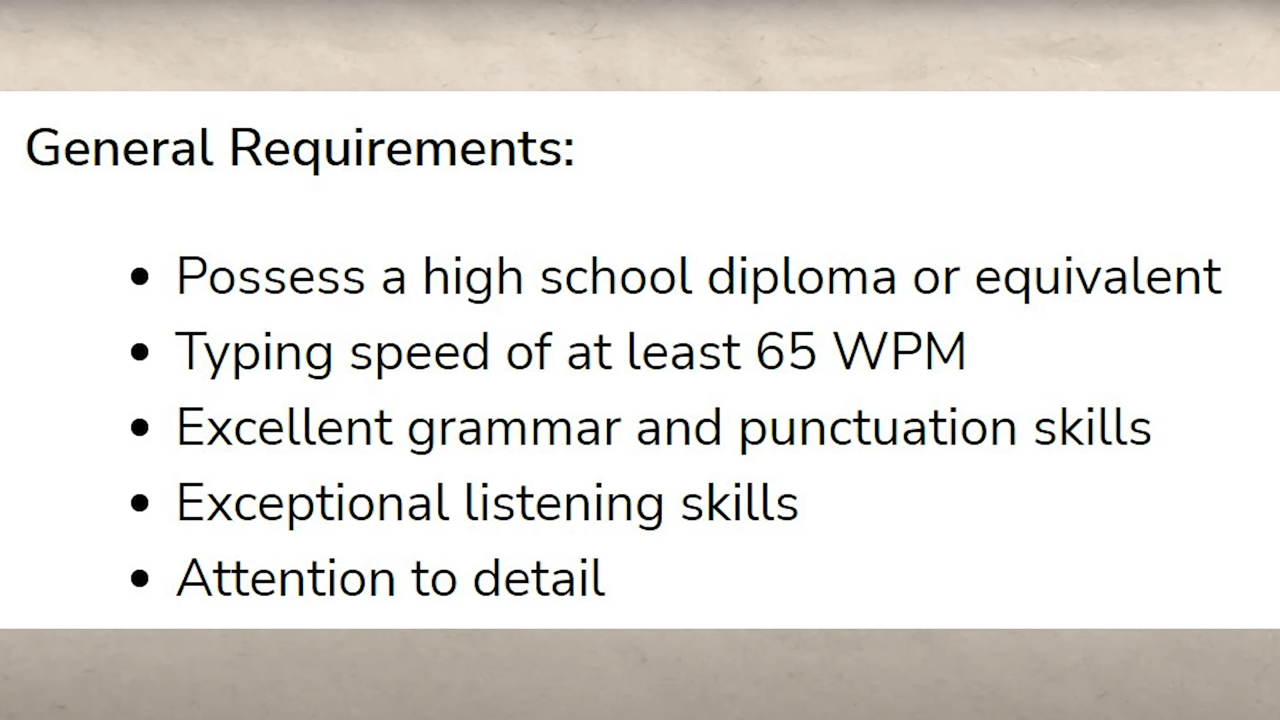 General Requirements:
• Possess a high school diploma or equivalent
• Typing speed of at least 65 WPM
• Excellent grammar and punctuation skills
• Exceptional listening skills
• Attention to detail